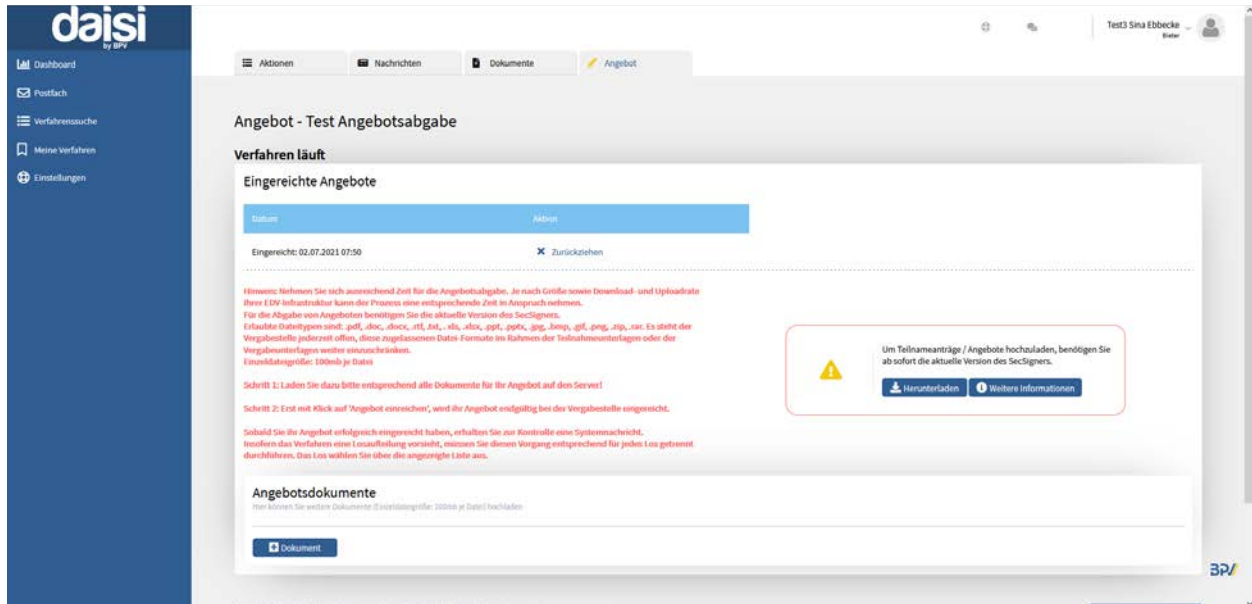 daisi
by BPV
Test3 Sina Ebbecke
Bieter
Dashboard
Postfach
Verfahrenssuche
Meine Verfahren
Einstellungen
Aktionen
Nachrichten
Dokumente
Angebot
Angebot - Test Angebotsabgabe
Verfahren läuft
Eingereichte Angebote
Datum Aktion
Eingereicht: 02.07.2021 07:50 Zurückziehen
Hinweis: Nehmen Sie sich ausreichend Zeit für die Angebotsabgabe. Je nach Größe sowie Download- und Uploadrate
Ihrer EDV-Infrastruktur kann der Prozess eine entsprechende Zeit in Anspruch nehmen.
Für die Abgabe von Angeboten benötigen Sie die aktuelle Version des SecSigners.
Erlaubte Dateitypen sind: .pdf, .doc, .docx, .rtf, .txt, .xls, .xlsx, .ppt, .pptx, .jpg, .bmp, .gif, .png, .zip, .rar. Es steht der
Vergabestelle jederzeit offen, diese zugelassenen Datei-Formate im Rahmen der Teilnahmeunterlagen oder der
Vergabeunterlagen weiter einzuschränken.
Einzeldateigröße: 100mb je Datei
Schritt 1: Laden Sie dazu bitte entsprechend alle Dokumente für Ihr Angebot auf den Server!
Schritt 2: Erst mit Klick auf 'Angebot einreichen', wird ihr Angebot endgültig bei der Vergabestelle eingereicht.
Sobald Sie ihr Angebot erfolgreich eingereicht haben, erhalten Sie zur Kontrolle eine Systemnachricht.
Insofern das Verfahren eine Losaufteilung vorsieht, müssen Sie diesen Vorgang entsprechend für jedes Los getrennt
durchführen. Das Los wählen Sie über die angezeigte Liste aus.
Um Teilnameanträge / Angebote hochzuladen, benötigen Sie
ab sofort die aktuelle Version des SecSigners.
Herunterladen
Weitere Informationen
Angebotsdokumente
Hier können Sie weitere Dokumente (Einzeldateigröße: 100mb je Datei) hochladen
Dokument
BPV